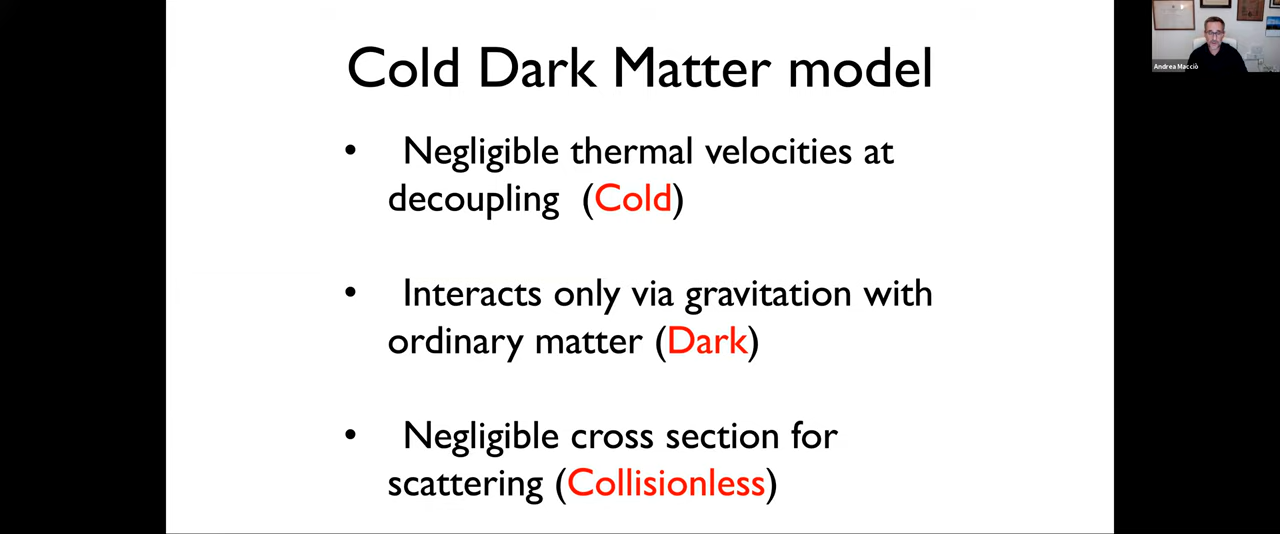 Cold Dark Matter model
• Negligible thermal velocities at
decoupling (Cold)
• Interacts only via gravitation with
ordinary matter (Dark)
• Negligible cross section for
scattering (Collisionless)
Andrea Macciò